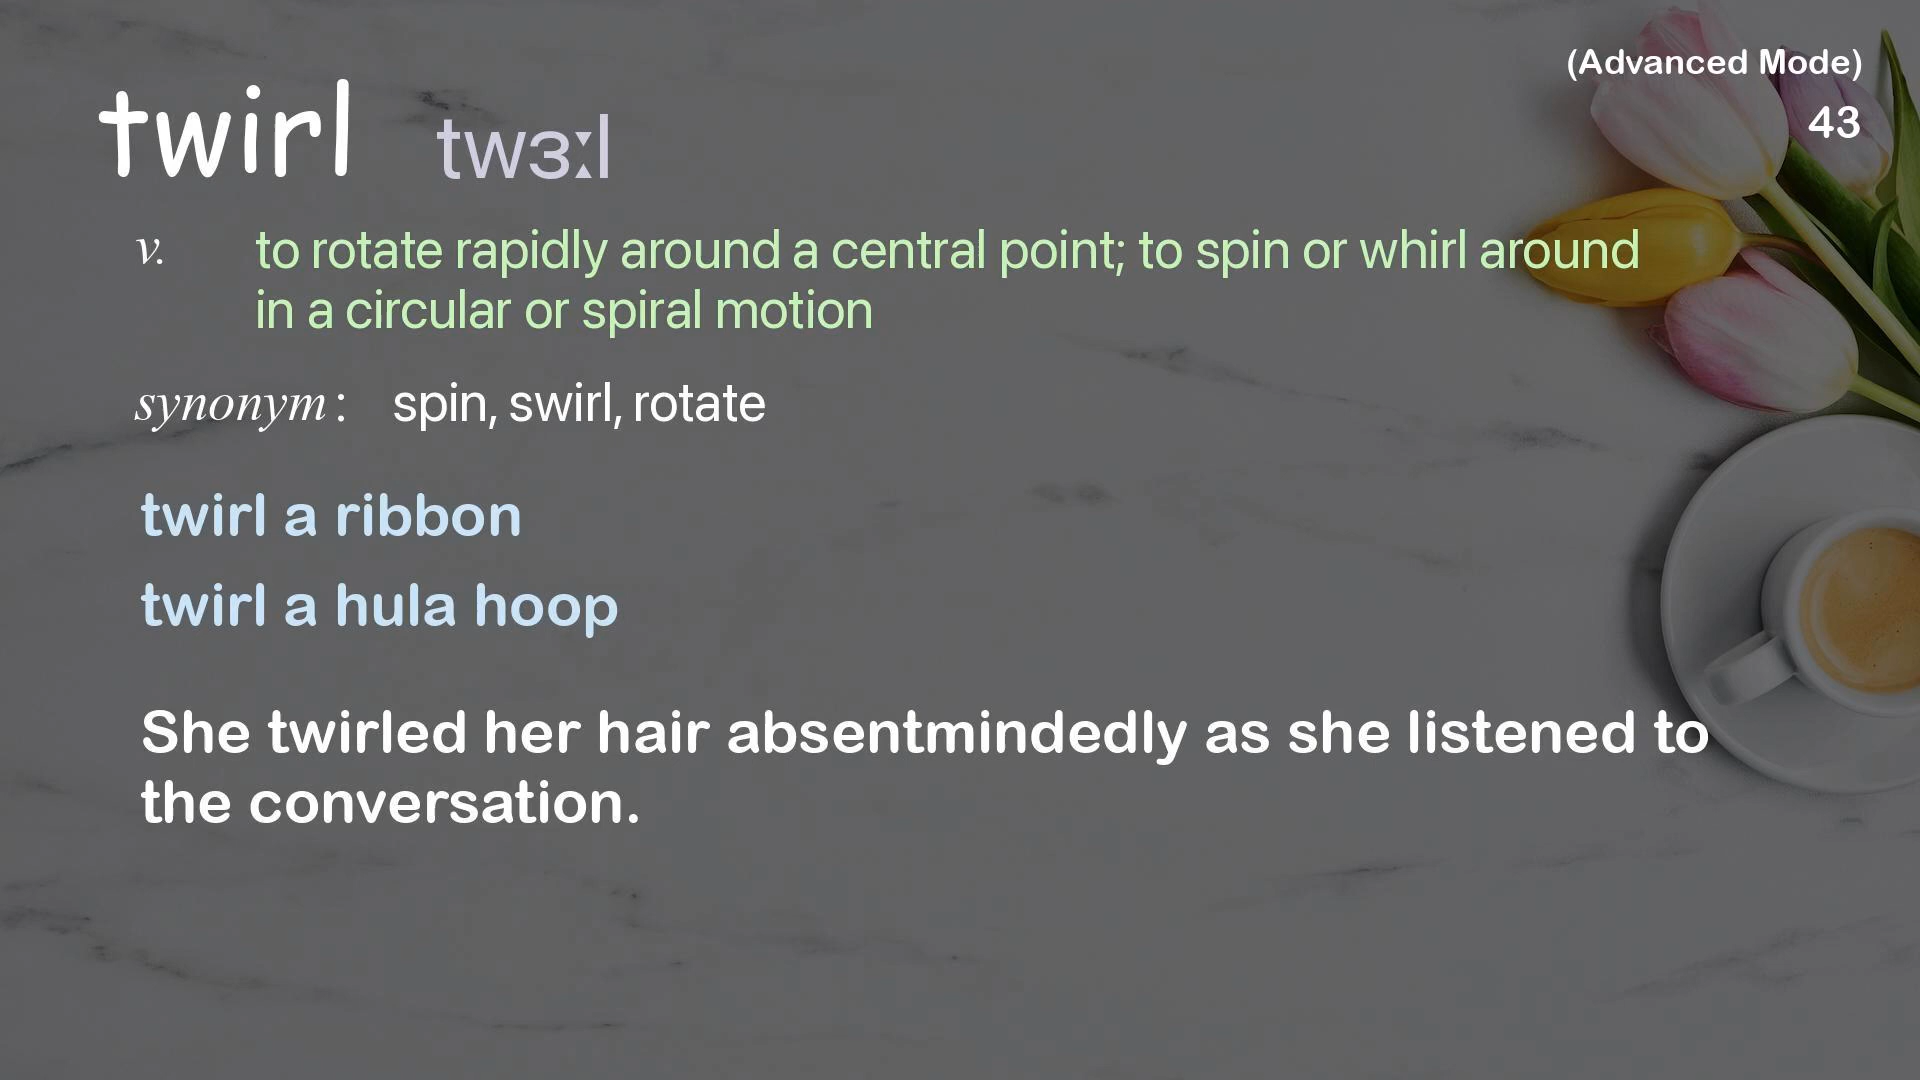 (Advanced Mode)
43
twirl twɜːl
v. to rotate rapidly around a central point; to spin or whirl around
in a circular or spiral motion
synonym: spin, swirl, rotate
twirl a ribbon
twirl a hula hoop
She twirled her hair absentmindedly as she listened to
the conversation.